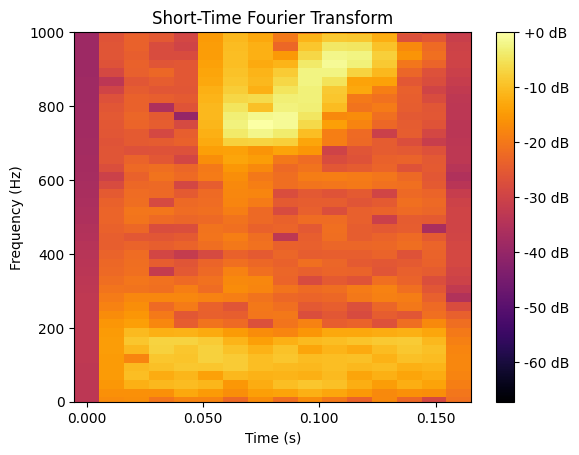 Short-Time Fourier Transform
1000
800
600
400
200
0
Frequency (Hz)
0.000
0.050
0.100
0.150
Time (s)
+0 dB
-10 dB
-20 dB
-30 dB
-40 dB
-50 dB
-60 dB